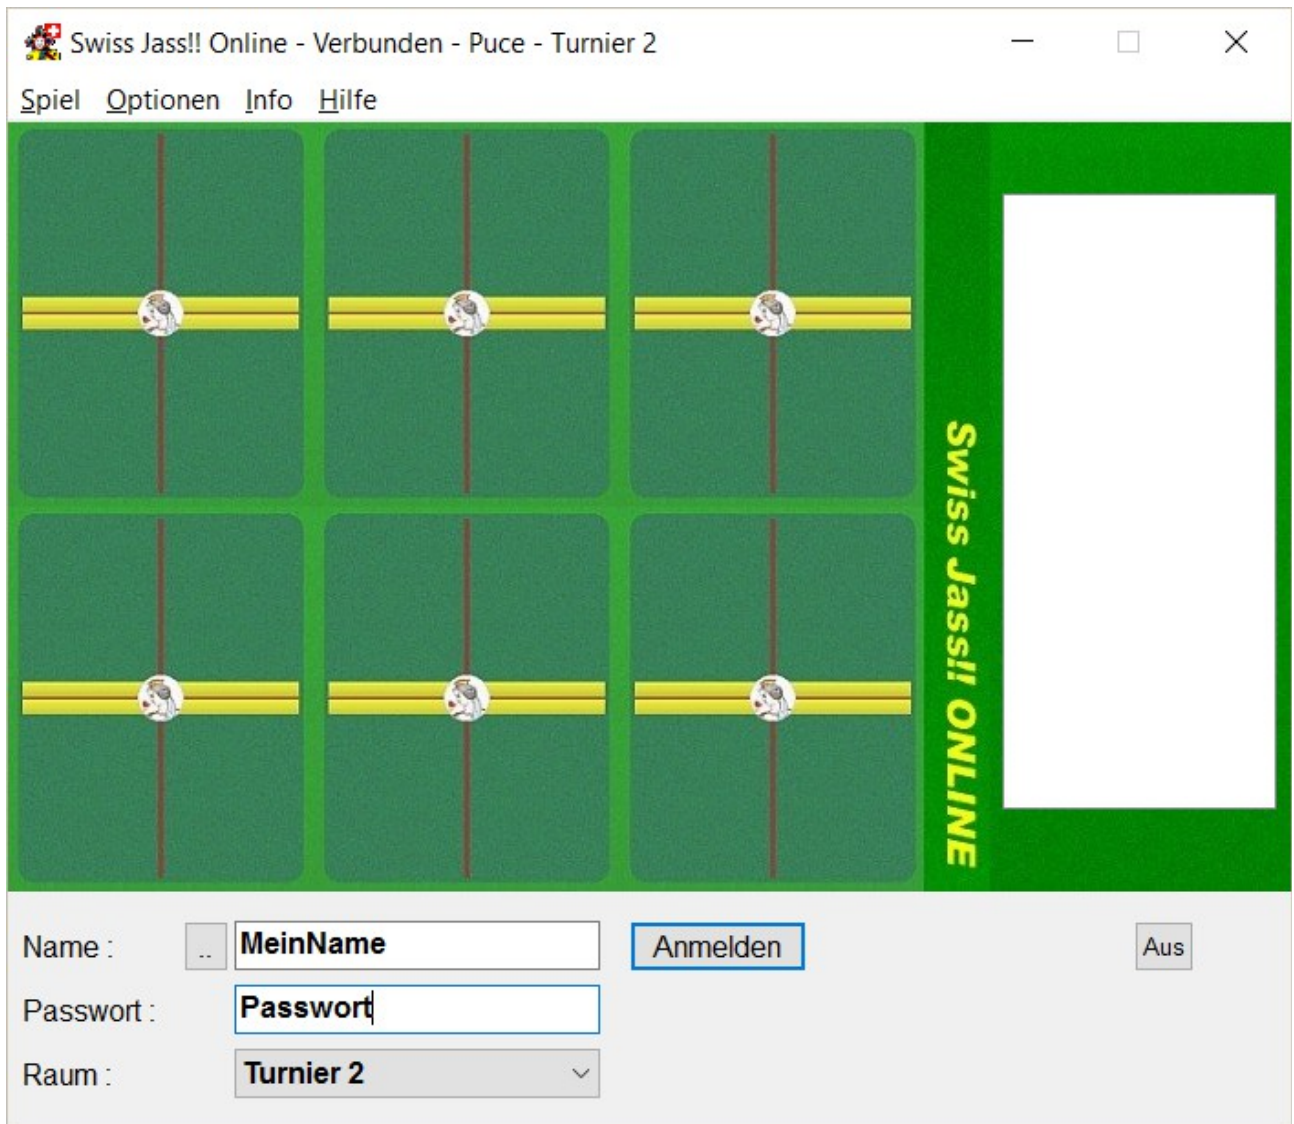 Swiss Jass!! Online - Verbunden - Puce - Turnier 2
Spiel Optionen Info Hilfe
Swiss Jass!! ONLINE
Name : .. MeinName Anmelden Aus
Passwort : Passwort
Raum : Turnier 2